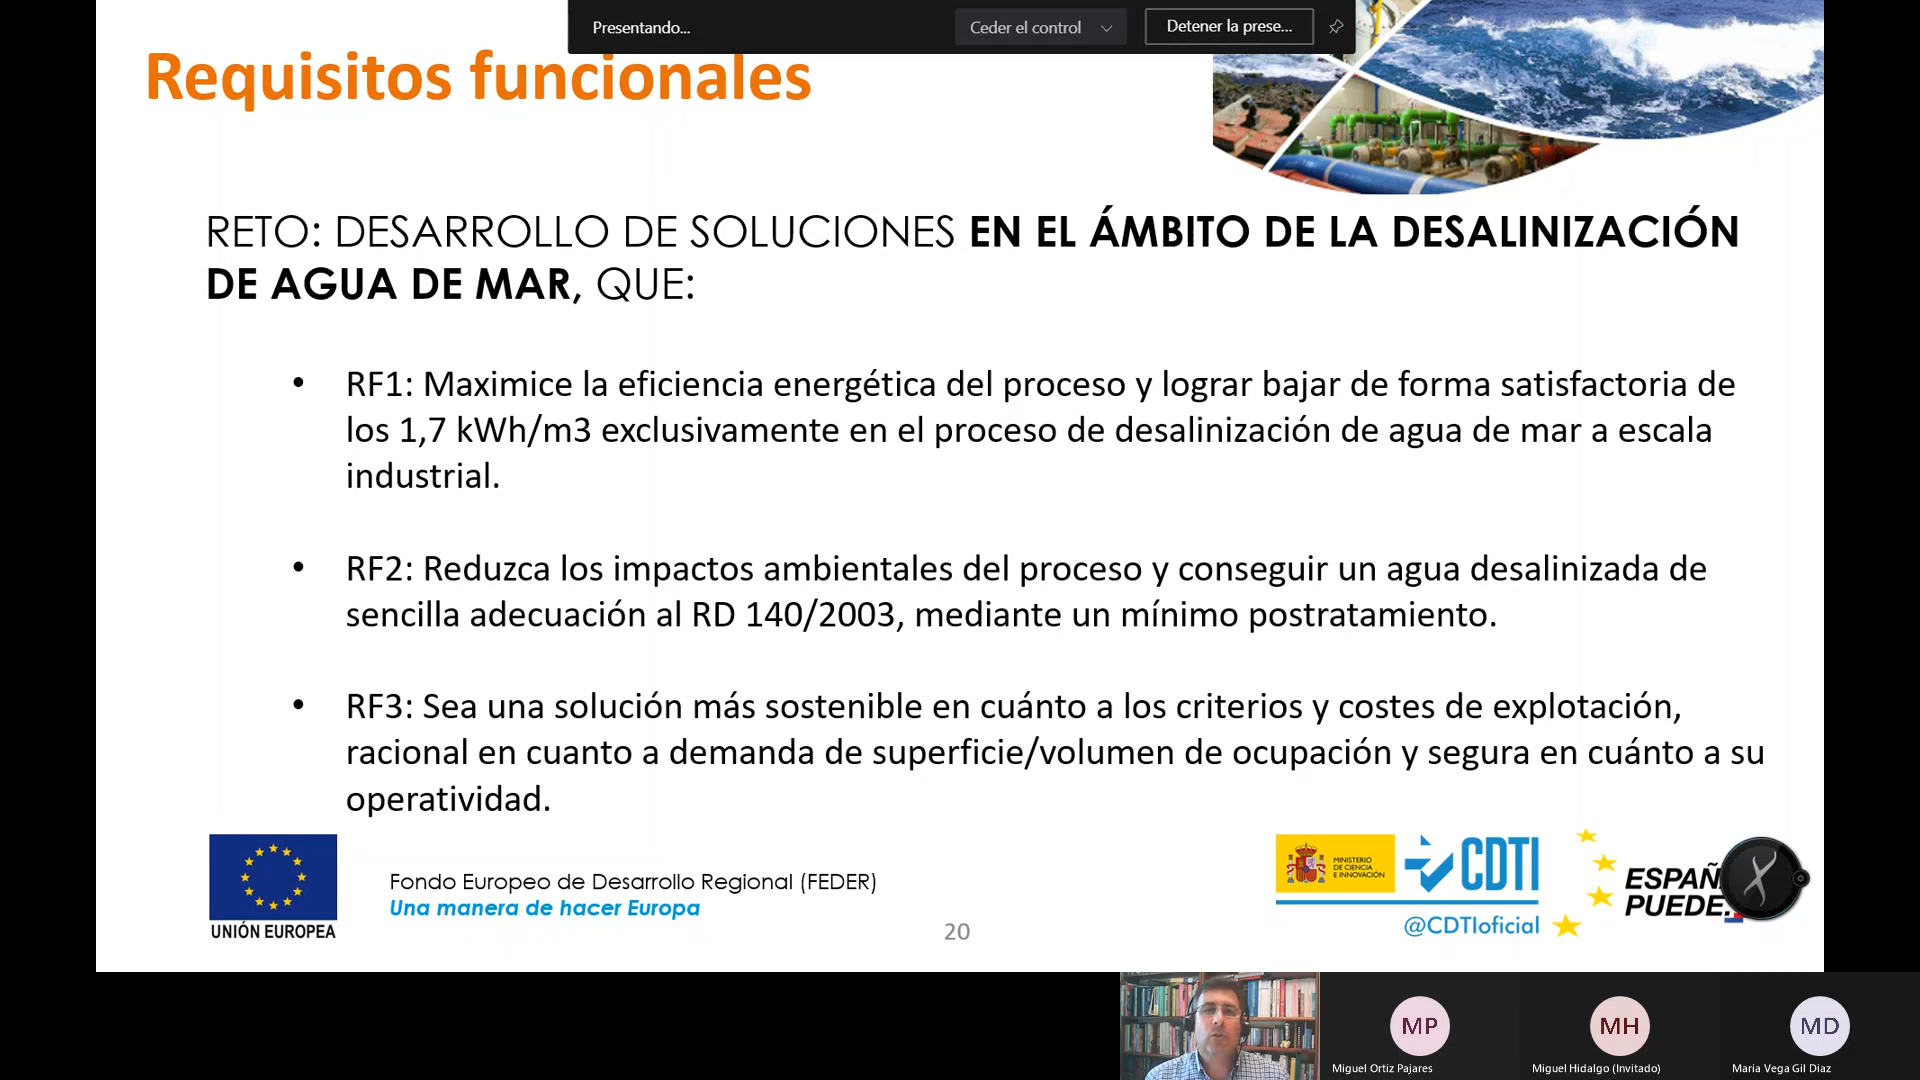 Presentando...
Ceder el control
Detener la prese...
Requisitos funcionales
RETO: DESARROLLO DE SOLUCIONES EN EL ÁMBITO DE LA DESALINIZACIÓN
DE AGUA DE MAR, QUE:
• RF1: Maximice la eficiencia energética del proceso y lograr bajar de forma satisfactoria de
los 1,7 kWh/m3 exclusivamente en el proceso de desalinización de agua de mar a escala
industrial.
• RF2: Reduzca los impactos ambientales del proceso y conseguir un agua desalinizada de
sencilla adecuación al RD 140/2003, mediante un mínimo postratamiento.
• RF3: Sea una solución más sostenible en cuánto a los criterios y costes de explotación,
racional en cuanto a demanda de superficie/volumen de ocupación y segura en cuánto a su
operatividad.
UNIÓN EUROPEA
Fondo Europeo de Desarrollo Regional (FEDER)
Una manera de hacer Europa
20
MINISTERIO
DE CIENCIA
E INNOVACIÓN
CDTI
@CDTIoficial
ESPAÑ
PUEDE.
MP
Miguel Ortiz Pajares
MH
Miguel Hidalgo (Invitado)
MD
Maria Vega Gil Diaz